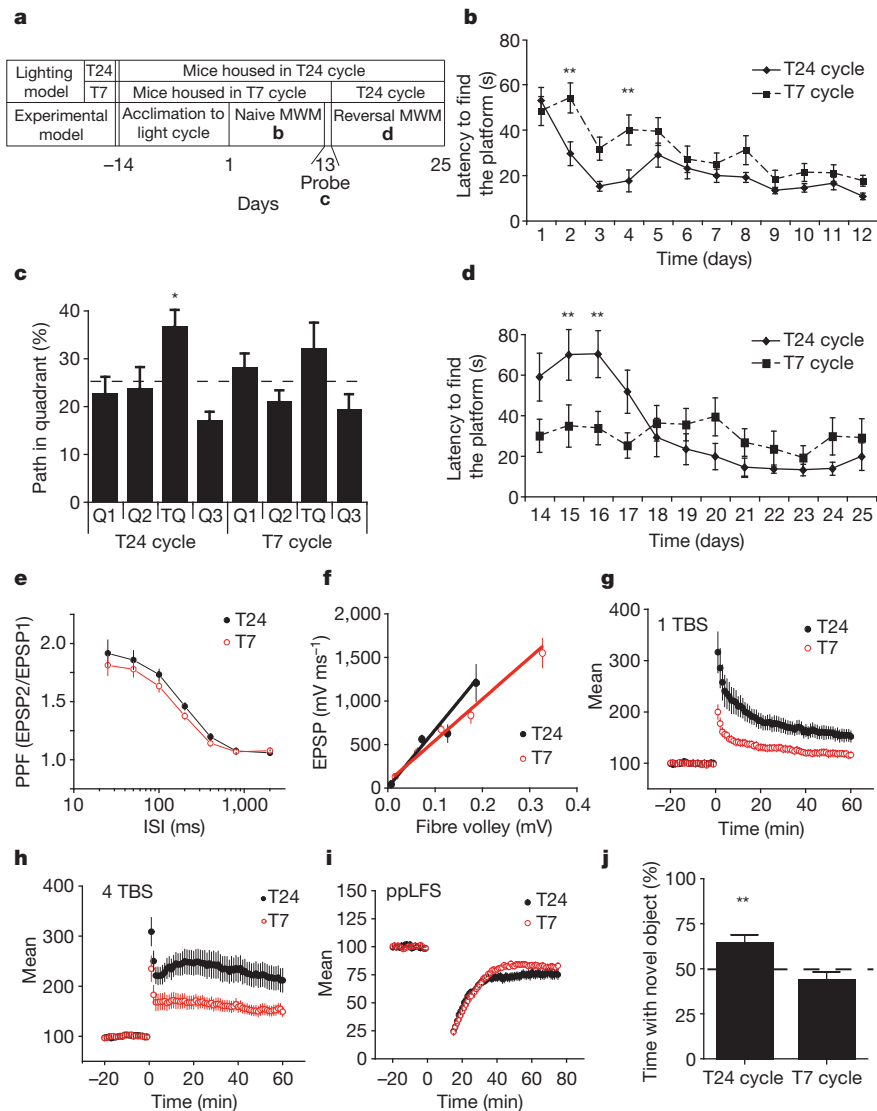 a
Lighting model
T24
T7
Mice housed in T24 cycle
Mice housed in T7 cycle
T24 cycle
Experimental model
Acclimation to light cycle
Naive MWM
b
Reversal MWM
d
−14
1
13
25
Probe
c
Days
b
Latency to find
the platform (s)
80
60
40
20
0
**
**
T24 cycle
T7 cycle
1 2 3 4 5 6 7 8 9 10 11 12
Time (days)
c
Path in quadrant (%)
40
30
20
10
0
*
Q1 Q2 TQ Q3 Q1 Q2 TQ Q3
T24 cycle T7 cycle
d
Latency to find
the platform (s)
100
80
60
40
20
0
** **
T24 cycle
T7 cycle
14 15 16 17 18 19 20 21 22 23 24 25
Time (days)
e
PPF (EPSP2/EPSP1)
2.0
1.5
1.0
T24
T7
10 100 1,000
ISI (ms)
f
EPSP (mV ms−1)
2,000
1,500
1,000
500
0
T24
T7
0.0 0.1 0.2 0.3 0.4
Fibre volley (mV)
g
1 TBS
T24
T7
Mean
400
300
200
100
−20 0 20 40 60
Time (min)
h
4 TBS
T24
T7
Mean
400
300
200
100
−20 0 20 40 60
Time (min)
i
ppLFS
T24
T7
Mean
150
125
100
75
50
25
0
−20 0 20 40 60 80
Time (min)
j
Time with novel object (%)
100
75
50
25
0
**
T24 cycle T7 cycle